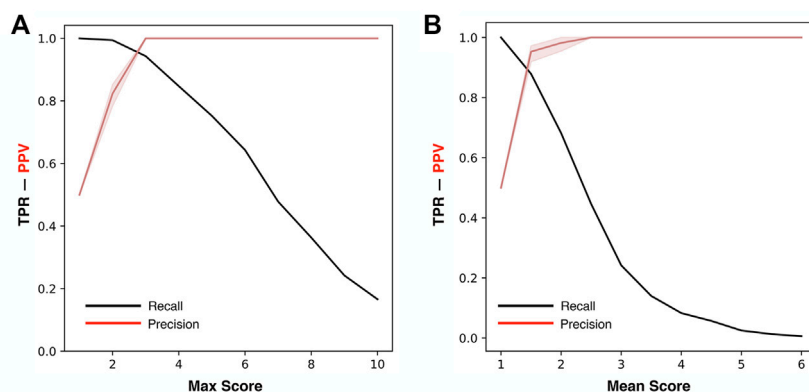 A
1.0
0.8
0.6
0.4
0.2
0.0
TPR — PPV
Recall
Precision
2
4
6
8
10
Max Score
B
1.0
0.8
0.6
0.4
0.2
0.0
TPR — PPV
Recall
Precision
1
2
3
4
5
6
Mean Score